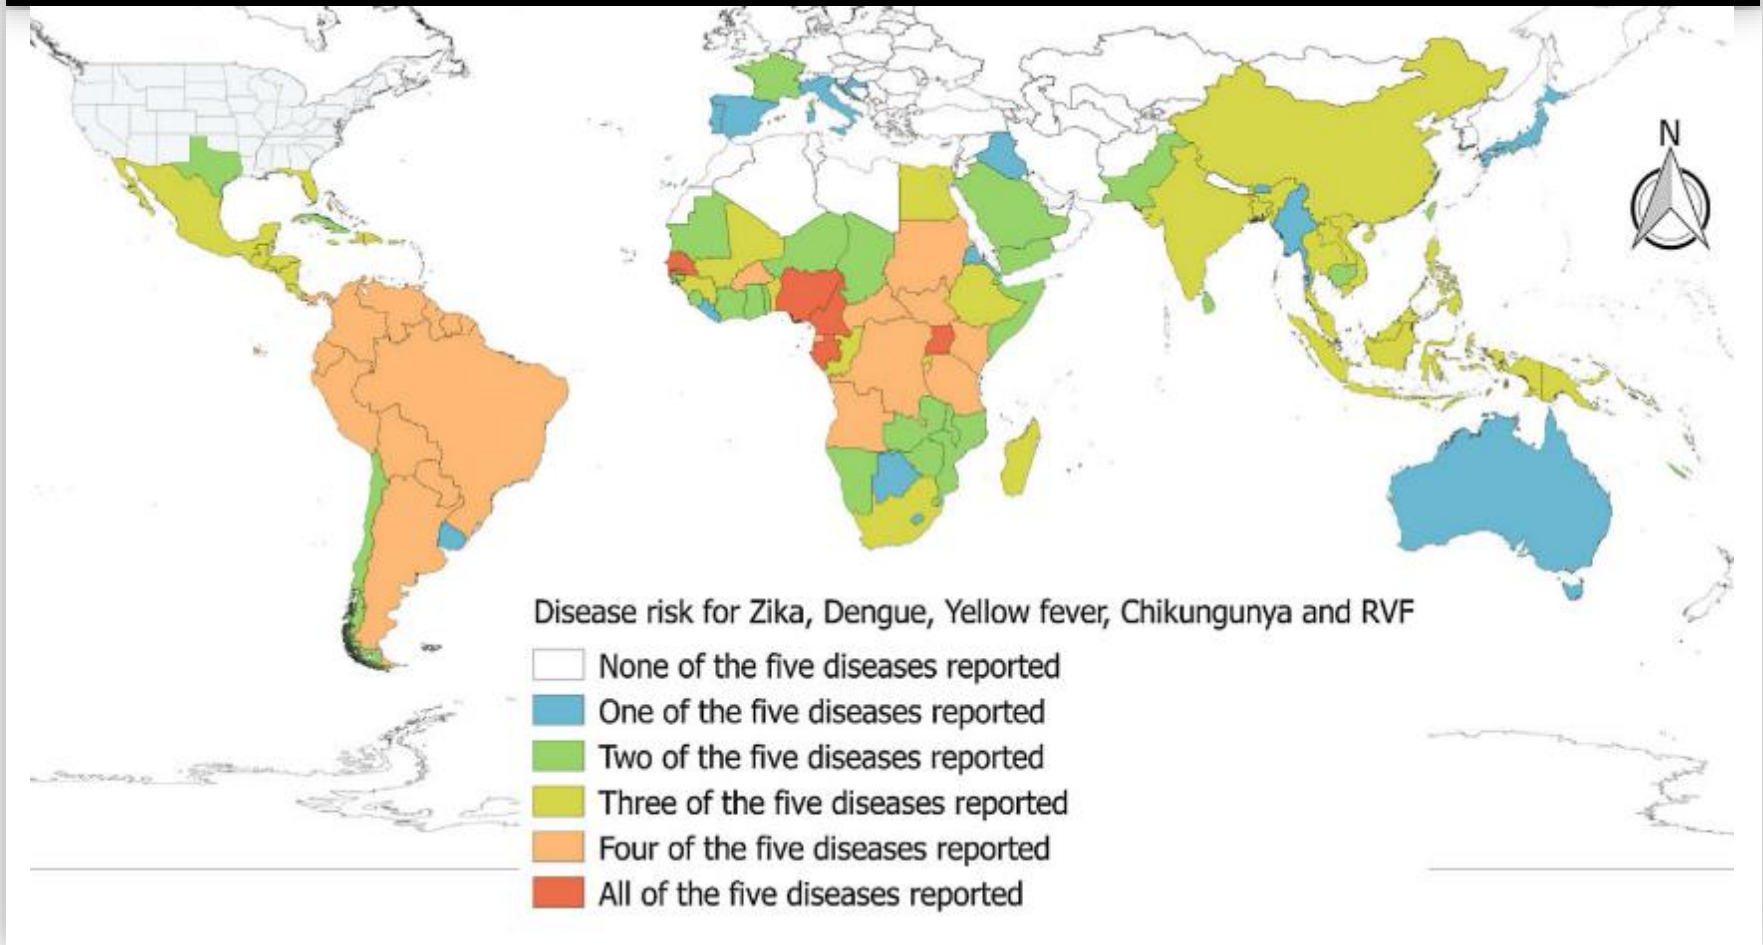 N
Disease risk for Zika, Dengue, Yellow fever, Chikungunya and RVF
None of the five diseases reported
One of the five diseases reported
Two of the five diseases reported
Three of the five diseases reported
Four of the five diseases reported
All of the five diseases reported